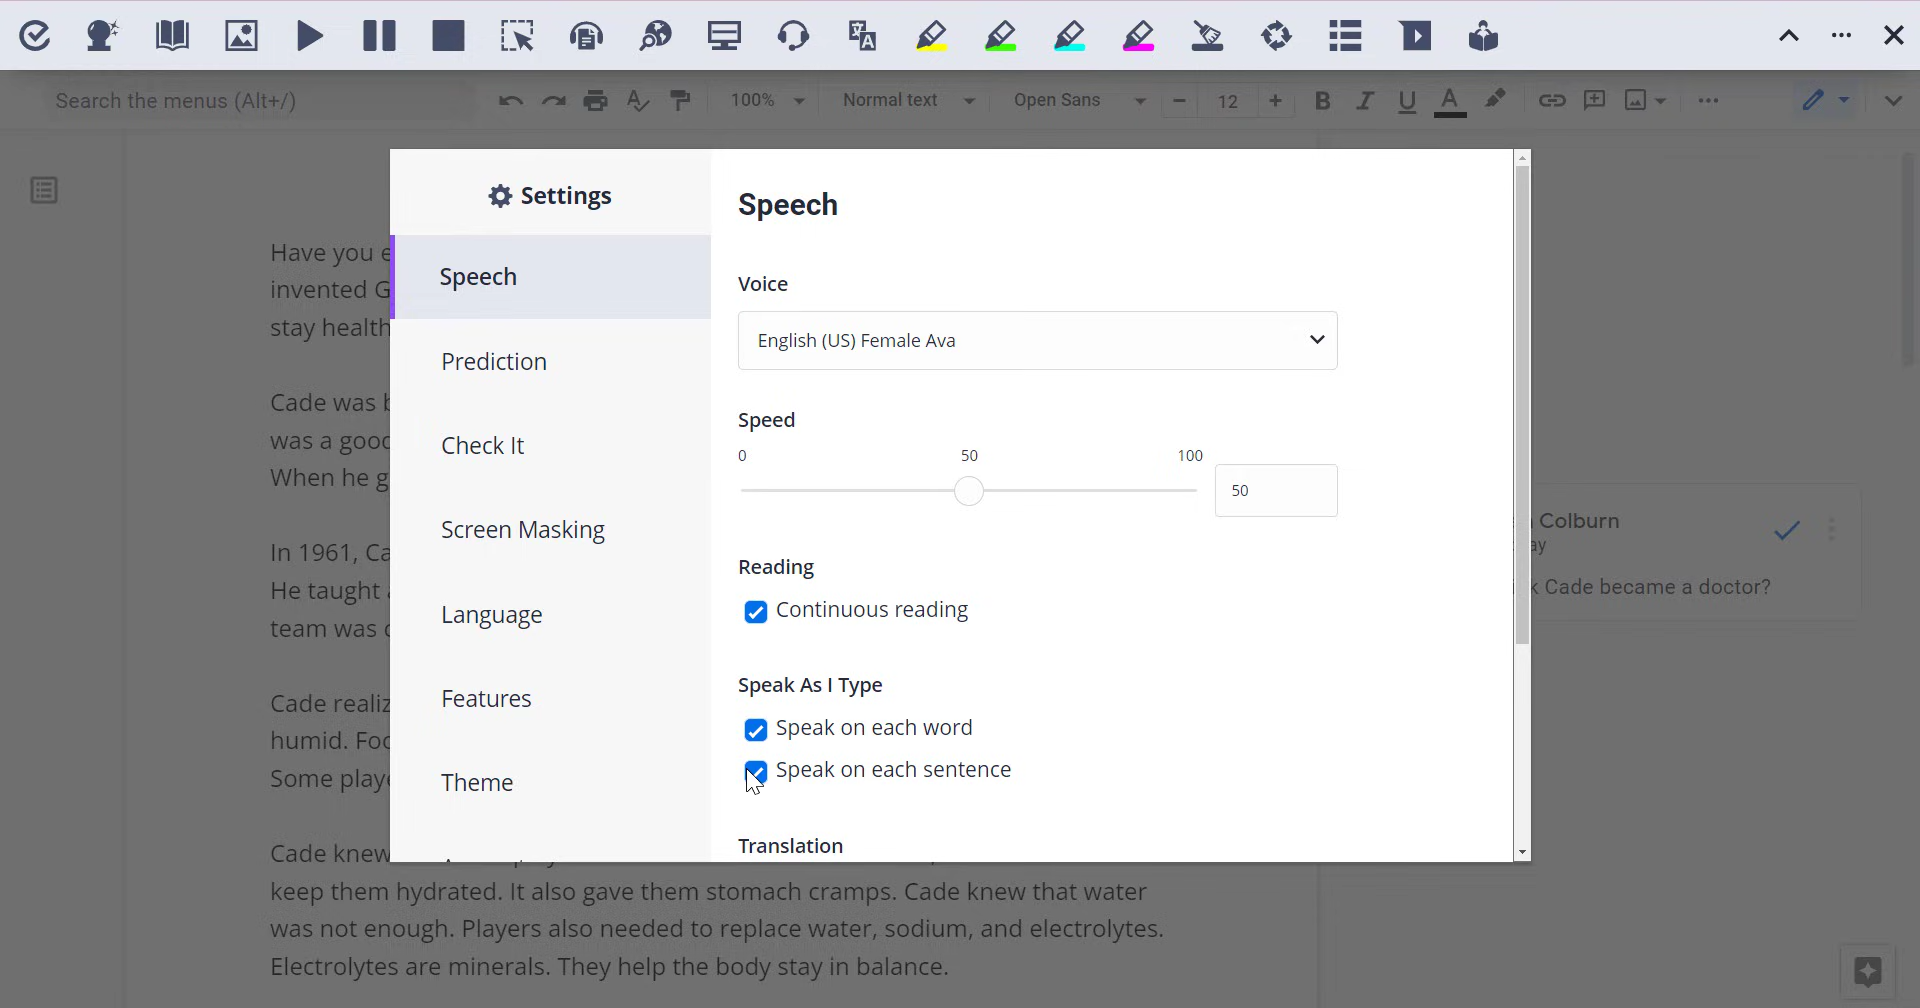 Search the menus (Alt+/)
100%
Normal text
Open Sans
12
B I U A
Have you e
invented G
stay health
Cade was b
was a good
When he g
In 1961, Ca
He taught
team was
Cade realiz
humid. Foo
Some playe
Cade knew
keep them hydrated. It also gave them stomach cramps. Cade knew that water
was not enough. Players also needed to replace water, sodium, and electrolytes.
Electrolytes are minerals. They help the body stay in balance.
Settings
Speech
Prediction
Check It
Screen Masking
Language
Features
Theme
Speech
Voice
English (US) Female Ava
Speed
0 50 100
50
Reading
Continuous reading
Speak As I Type
Speak on each word
Speak on each sentence
Translation
Colburn
ay
k Cade became a doctor?